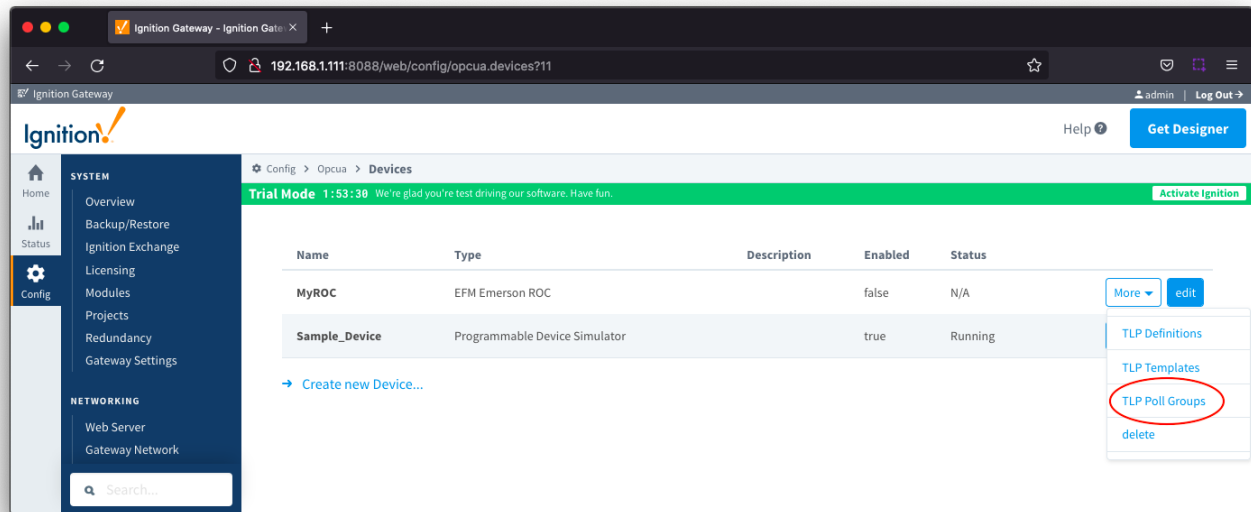 Ignition Gateway - Ignition Gate
192.168.1.111:8088/web/config/opcua.devices?11
Ignition Gateway
admin | Log Out
Ignition!
Help ?
Get Designer
Home
Status
Config
SYSTEM
Overview
Backup/Restore
Ignition Exchange
Licensing
Modules
Projects
Redundancy
Gateway Settings
NETWORKING
Web Server
Gateway Network
Search...
Config > Opcua > Devices
Trial Mode 1:53:30 We're glad you're test driving our software. Have fun.
Activate Ignition
Name Type Description Enabled Status
MyROC EFM Emerson ROC false N/A More edit
Sample_Device Programmable Device Simulator true Running
Create new Device...
TLP Definitions
TLP Templates
TLP Poll Groups
delete